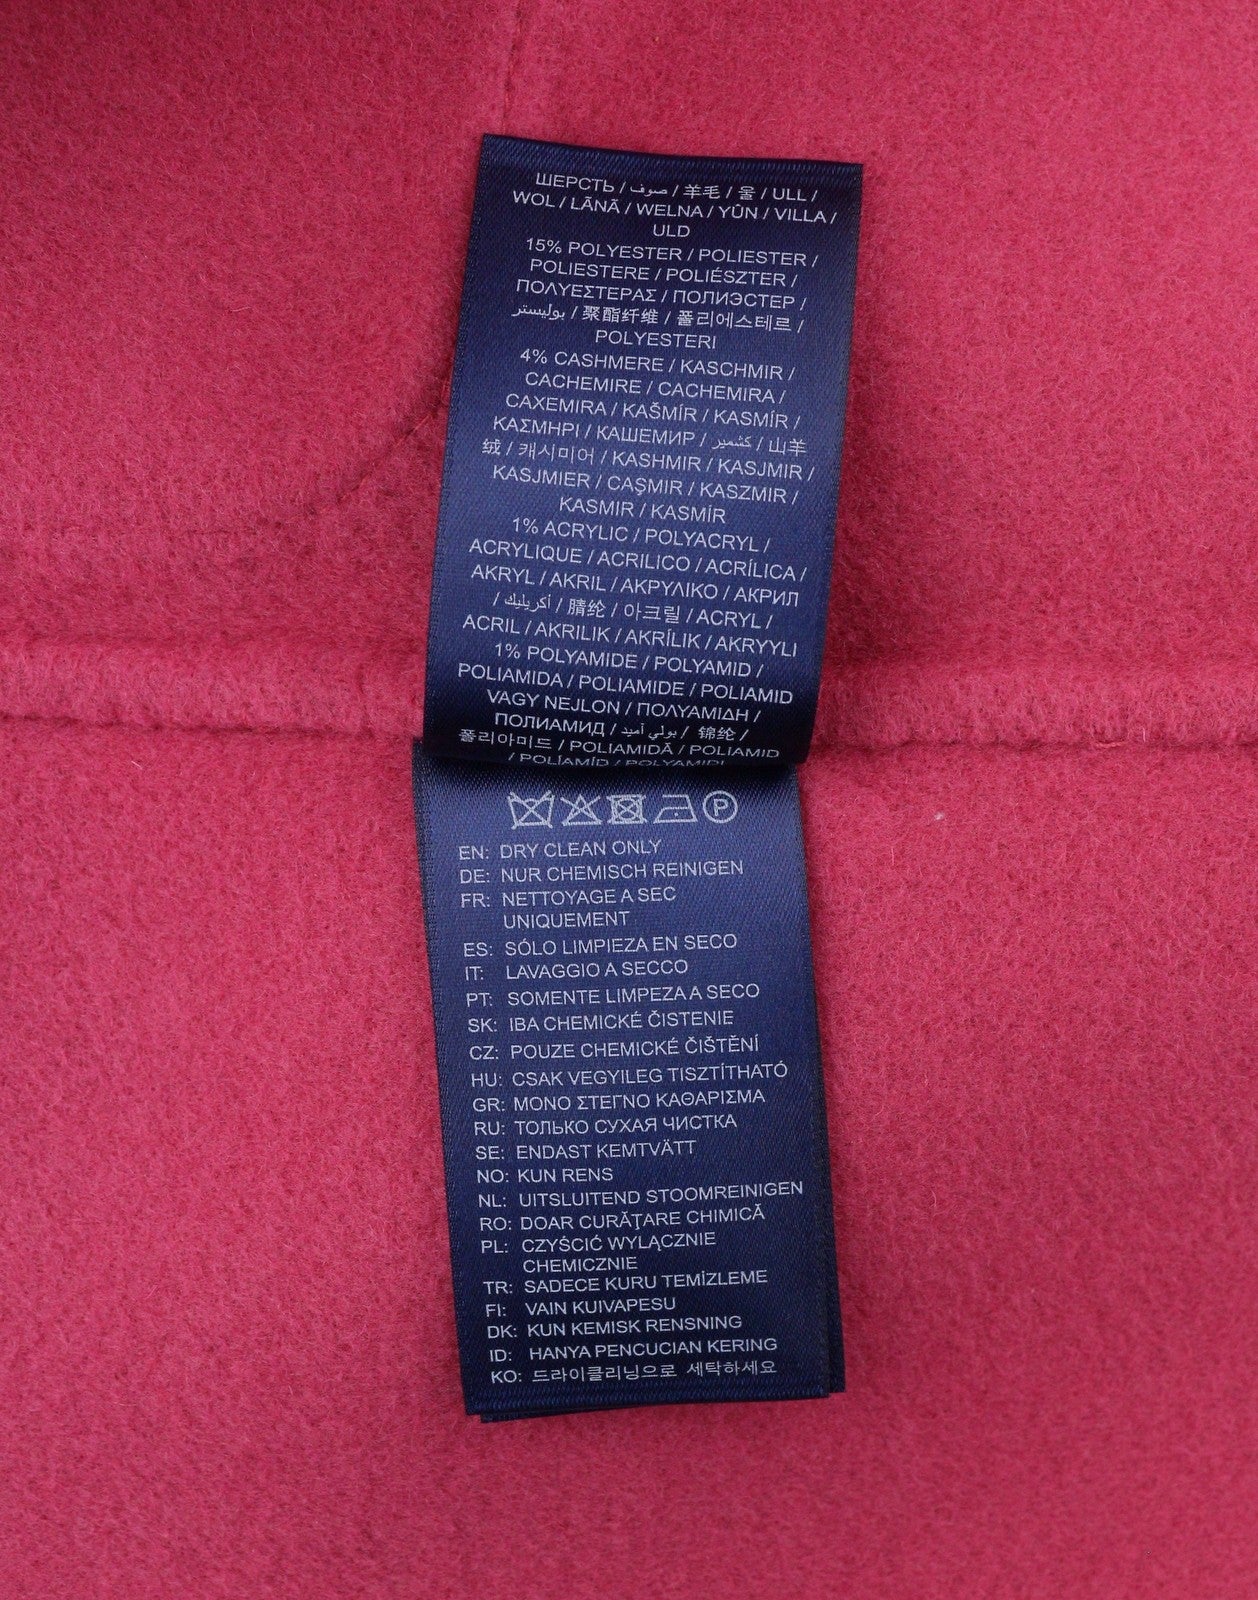 ШЕРСТЬ / صوف / 羊毛 / 울 / ULL /
WOL / LÃNÃ / WELNA / YÛN / VILLA /
ULD
15% POLYESTER / POLIESTER /
POLIESTERE / POLIÉSZTER /
ΠΟΛΥΕΣΤΕΡΑΣ / ПОЛИЭСТЕР /
بوليستر / 聚酯纤维 / 폴리에스테르 /
POLYESTERI
4% CASHMERE / KASCHMIR /
CACHEMIRE / CACHEMIRA /
CAXEMIRA / KAŠMÍR / KASMÍR /
ΚΑΣΜΗΡΙ / КАШЕМИР / كشمير / 山羊
绒 / 캐시미어 / KASHMIR / KASJMIR /
KASJMIER / CAŞMIR / KASZMIR /
KASMIR / KASMÍR
1% ACRYLIC / POLYACRYL /
ACRYLIQUE / ACRILICO / ACRÍLICA /
AKRYL / AKRIL / ΑΚΡΥΛΙΚΟ / АКРИЛ
/ أكريليك / 腈纶 / 아크릴 / ACRYL /
ACRIL / AKRILIK / AKRÍLIK / AKRYYLI
1% POLYAMIDE / POLYAMID /
POLIAMIDA / POLIAMIDE / POLIAMID
VAGY NEJLON / ΠΟΛΥΑΜΙΔΗ /
ПОЛИАМИД / بولي أميد / 锦纶 /
폴리아미드 / POLIAMIDĂ / POLIAMID
/ POLÍAMÍD / POLYAMIDI
EN: DRY CLEAN ONLY
DE: NUR CHEMISCH REINIGEN
FR: NETTOYAGE A SEC
UNIQUEMENT
ES: SÓLO LIMPIEZA EN SECO
IT: LAVAGGIO A SECCO
PT: SOMENTE LIMPEZA A SECO
SK: IBA CHEMICKÉ ČISTENIE
CZ: POUZE CHEMICKÉ ČIŠTĚNÍ
HU: CSAK VEGYILEG TISZTÍTHATÓ
GR: ΜΟΝΟ ΣΤΕΓΝΟ ΚΑΘΑΡΙΣΜΑ
RU: ТОЛЬКО СУХАЯ ЧИСТКА
SE: ENDAST KEMTVÄTT
NO: KUN RENS
NL: UITSLUITEND STOOMREINIGEN
RO: DOAR CURĂŢARE CHIMICĂ
PL: CZYŚCIĆ WYLĄCZNIE
CHEMICZNIE
TR: SADECE KURU TEMİZLEME
FI: VAIN KUIVAPESU
DK: KUN KEMISK RENSNING
ID: HANYA PENCUCIAN KERING
KO: 드라이클리닝으로 세탁하세요